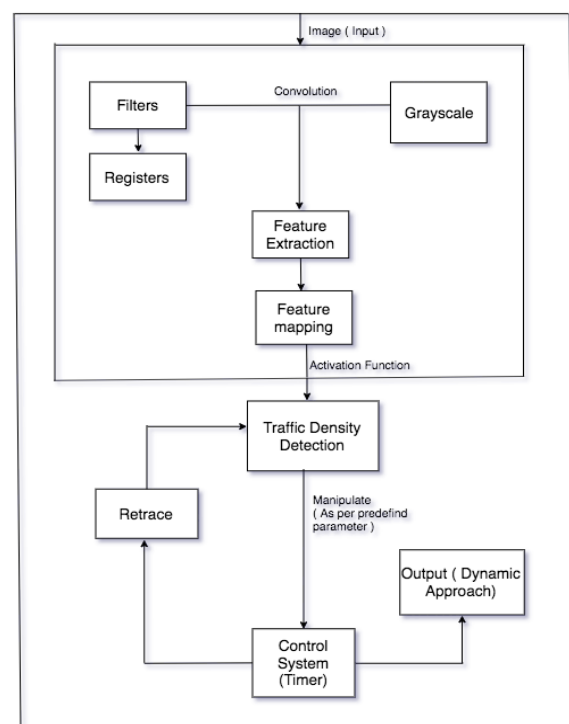 Image ( Input )
Convolution
Filters
Grayscale
Registers
Feature
Extraction
Feature
mapping
Activation Function
Traffic Density
Detection
Manipulate
( As per predefind
parameter )
Retrace
Output ( Dynamic
Approach)
Control
System
(Timer)